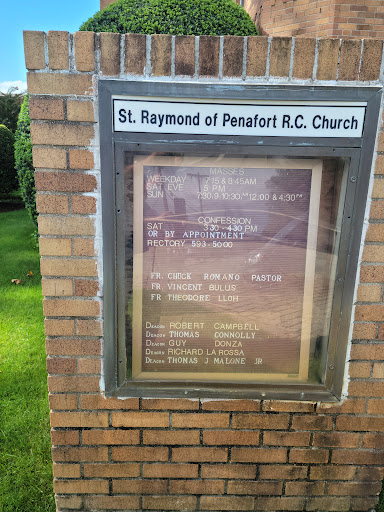 St. Raymond of Penafort R.C. Church
MASSES
WEEKDAY 7:15 & 8:45AM
SAT EVE 5 PM
SUN 7:30 9 10:30 AM 12:00 & 4:30 PM
CONFESSION
SAT 3:30 - 4:30 PM
OR BY APPOINTMENT
RECTORY 593-5000
FR CHUCK ROMANO PASTOR
FR VINCENT BULUS
FR THEODORE LLOH
DEACON ROBERT CAMPBELL
DEACON THOMAS CONNOLLY
DEACON GUY DONZA
DEACON RICHARD LA ROSSA
DEACON THOMAS J MALONE JR